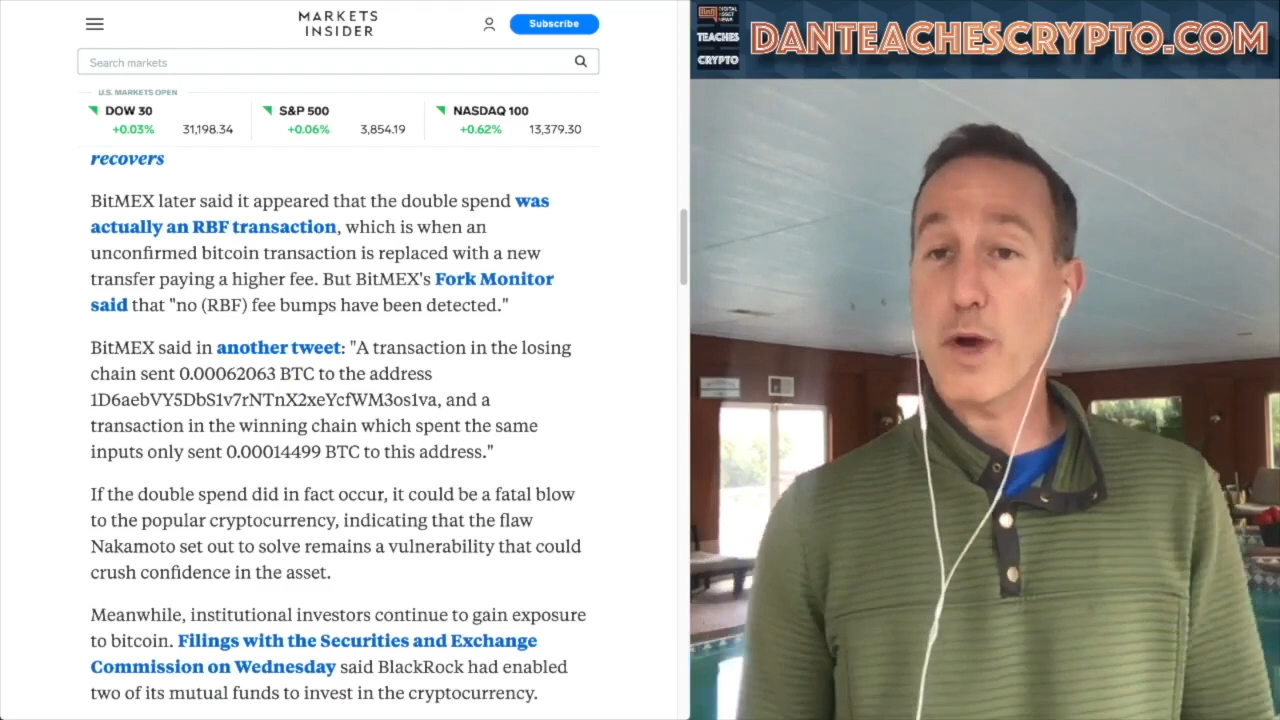 MARKETS
INSIDER
Subscribe
Search markets
U.S. MARKETS OPEN
DOW 30
+0.03% 31,198.34
S&P 500
+0.06% 3,854.19
NASDAQ 100
+0.62% 13,379.30
recovers
BitMEX later said it appeared that the double spend was
actually an RBF transaction, which is when an
unconfirmed bitcoin transaction is replaced with a new
transfer paying a higher fee. But BitMEX's Fork Monitor
said that "no (RBF) fee bumps have been detected."
BitMEX said in another tweet: "A transaction in the losing
chain sent 0.00062063 BTC to the address
1D6aebVY5DbS1v7rNTnX2xeYcfWM3os1va, and a
transaction in the winning chain which spent the same
inputs only sent 0.00014499 BTC to this address."
If the double spend did in fact occur, it could be a fatal blow
to the popular cryptocurrency, indicating that the flaw
Nakamoto set out to solve remains a vulnerability that could
crush confidence in the asset.
Meanwhile, institutional investors continue to gain exposure
to bitcoin. Filings with the Securities and Exchange
Commission on Wednesday said BlackRock had enabled
two of its mutual funds to invest in the cryptocurrency.
DIGITAL
ASSET
NEWS
TEACHES
CRYPTO
DANTEACHESCRYPTO.COM